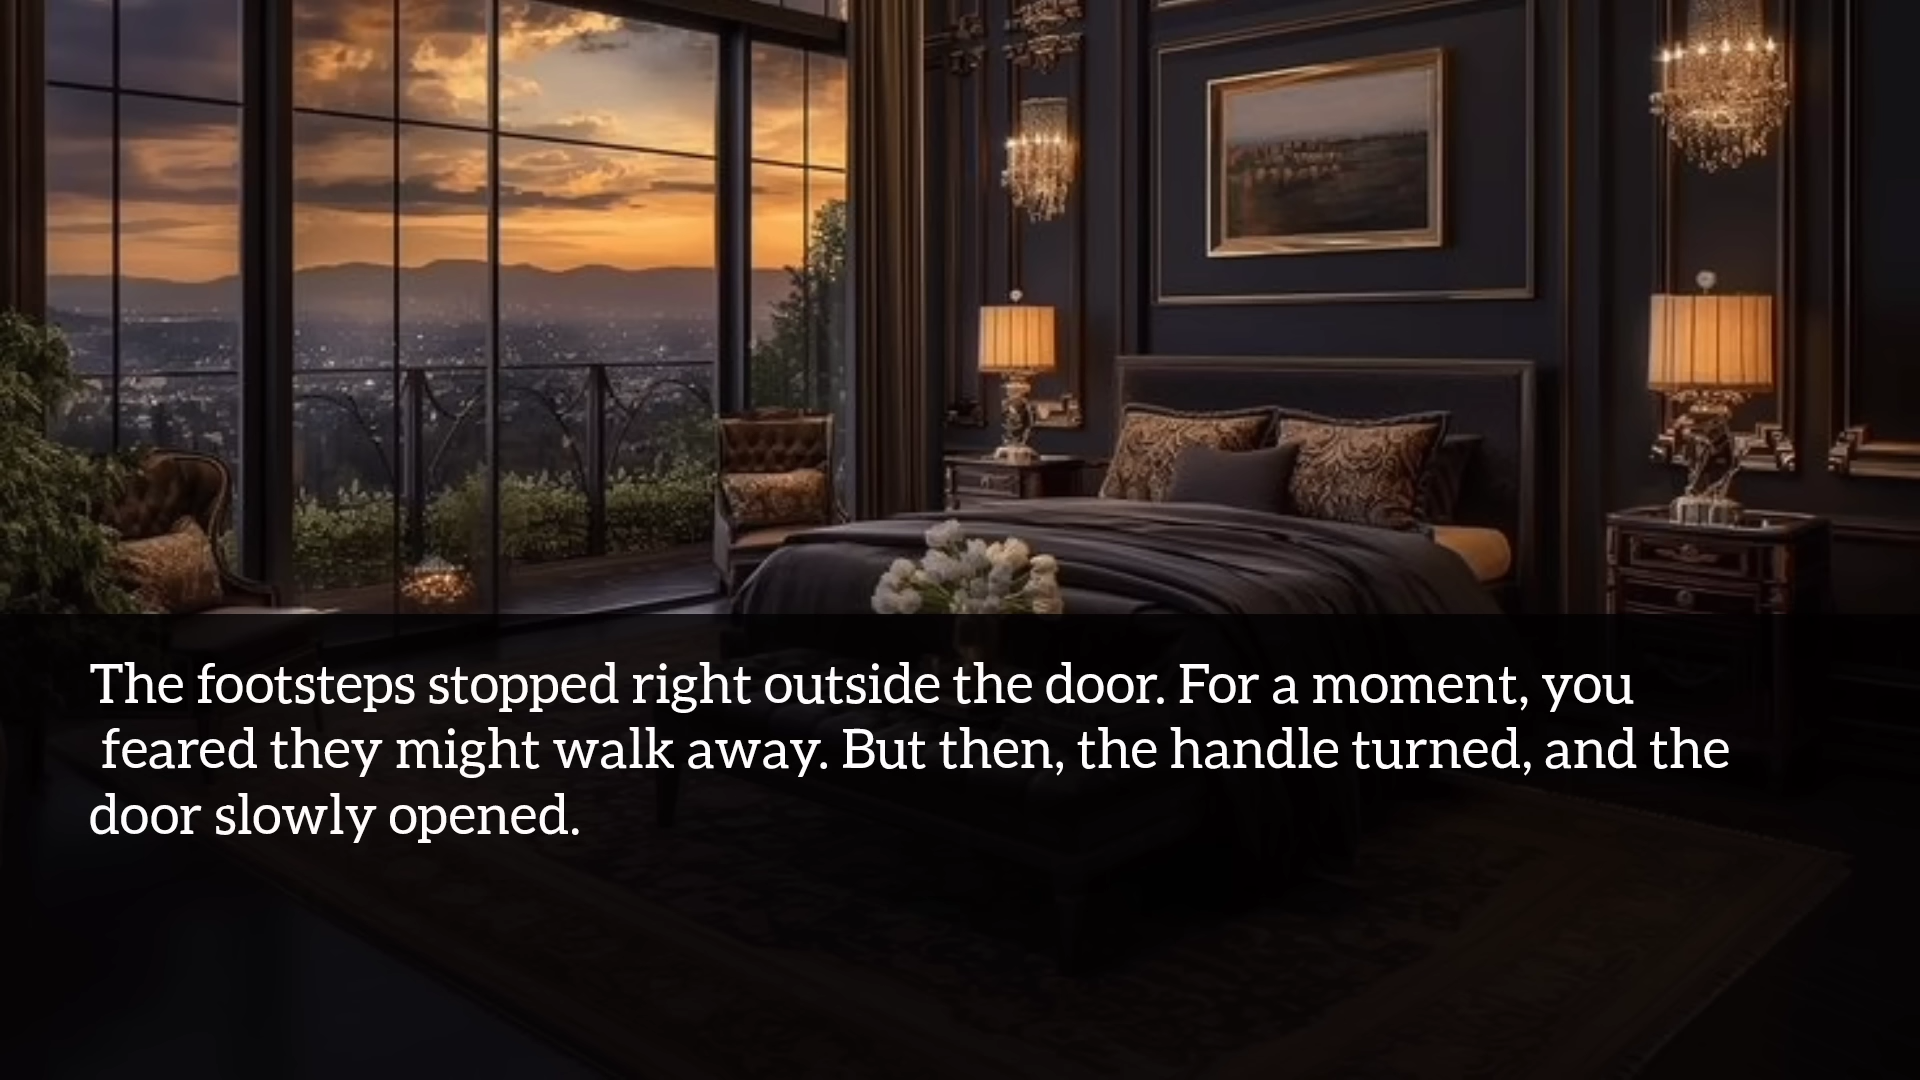 The footsteps stopped right outside the door. For a moment, you
feared they might walk away. But then, the handle turned, and the
door slowly opened.